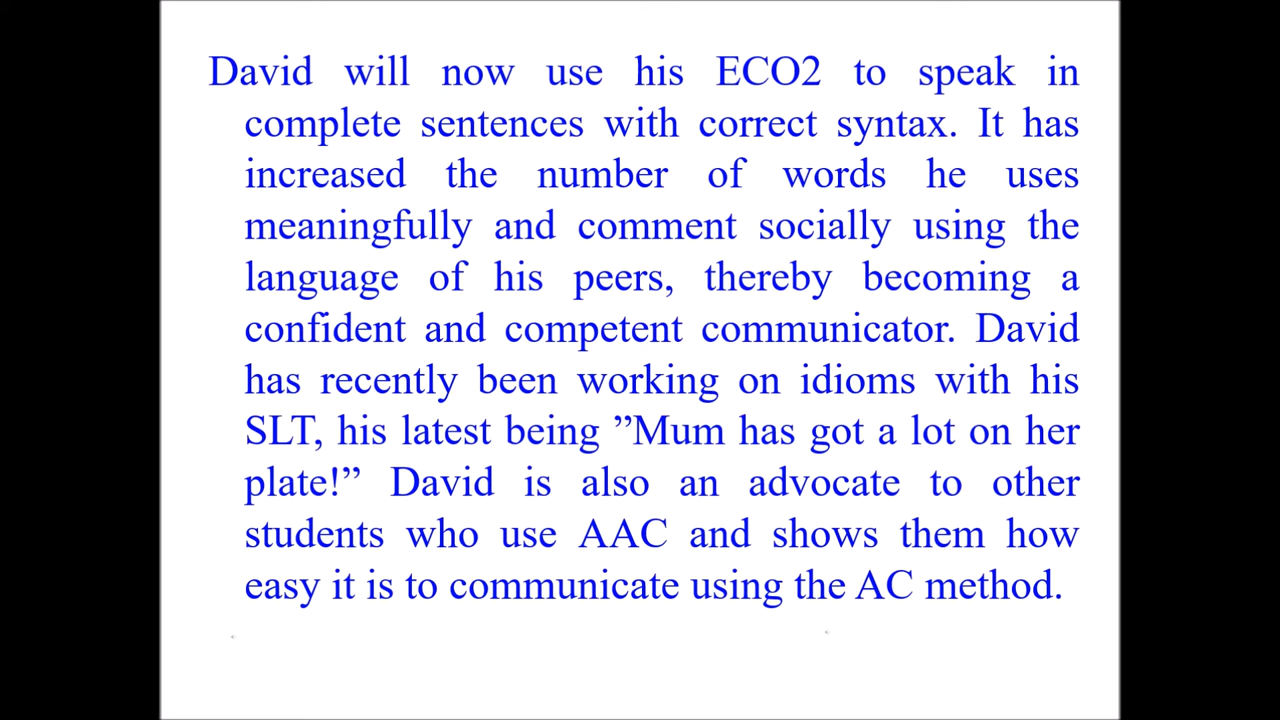 David will now use his ECO2 to speak in
complete sentences with correct syntax. It has
increased the number of words he uses
meaningfully and comment socially using the
language of his peers, thereby becoming a
confident and competent communicator. David
has recently been working on idioms with his
SLT, his latest being ”Mum has got a lot on her
plate!” David is also an advocate to other
students who use AAC and shows them how
easy it is to communicate using the AC method.